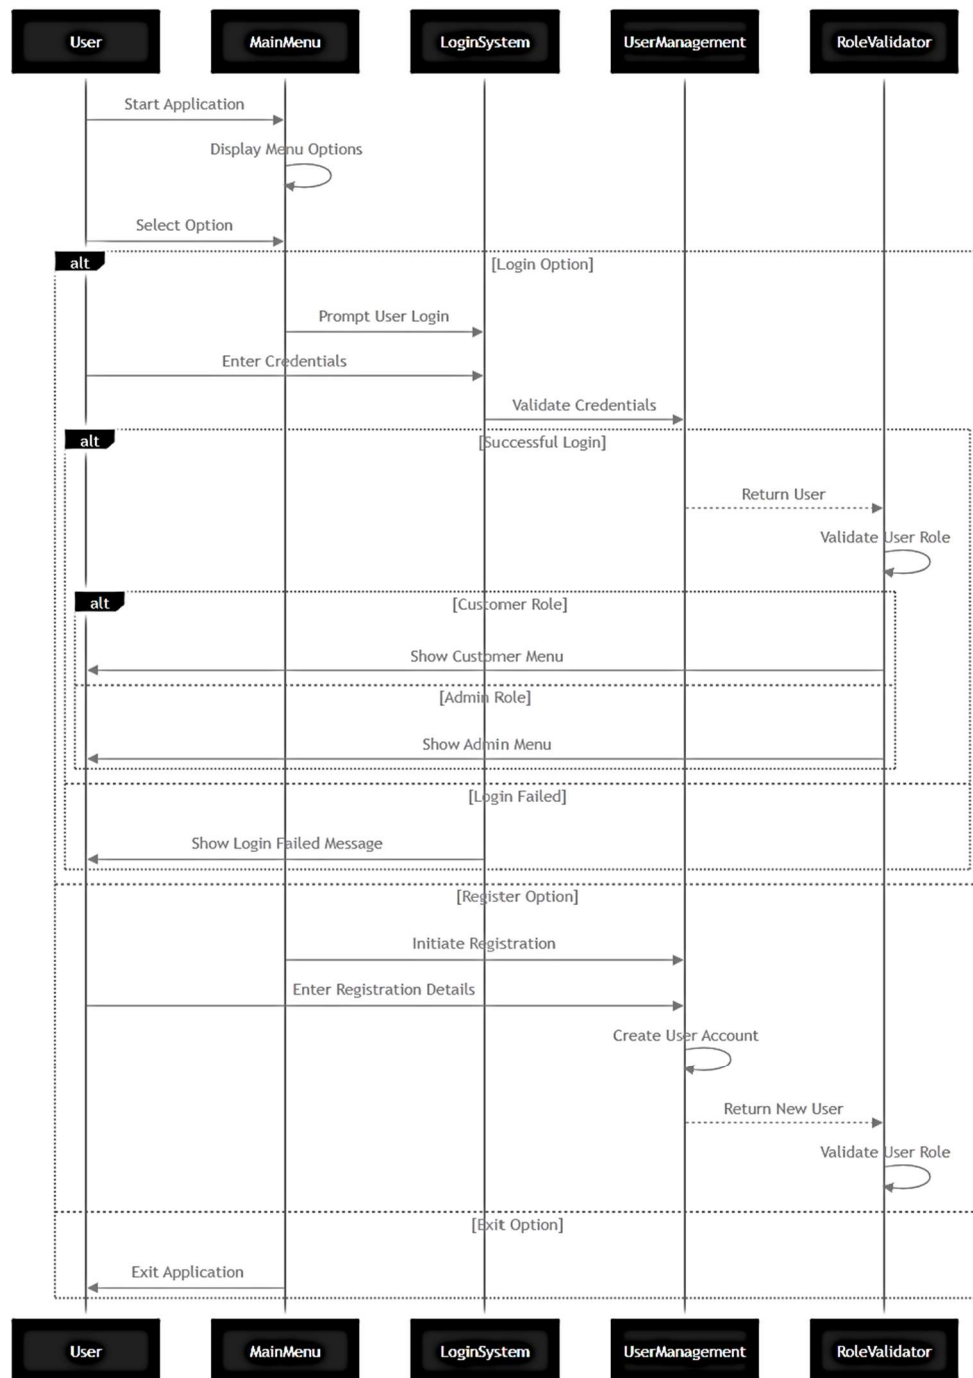 User MainMenu LoginSystem UserManagement RoleValidator
Start Application
Display Menu Options
Select Option
alt [Login Option]
Prompt User Login
Enter Credentials
Validate Credentials
alt [Successful Login]
Return User
Validate User Role
alt [Customer Role]
Show Customer Menu
[Admin Role]
Show Admin Menu
[Login Failed]
Show Login Failed Message
[Register Option]
Initiate Registration
Enter Registration Details
Create User Account
Return New User
Validate User Role
[Exit Option]
Exit Application
User MainMenu LoginSystem UserManagement RoleValidator